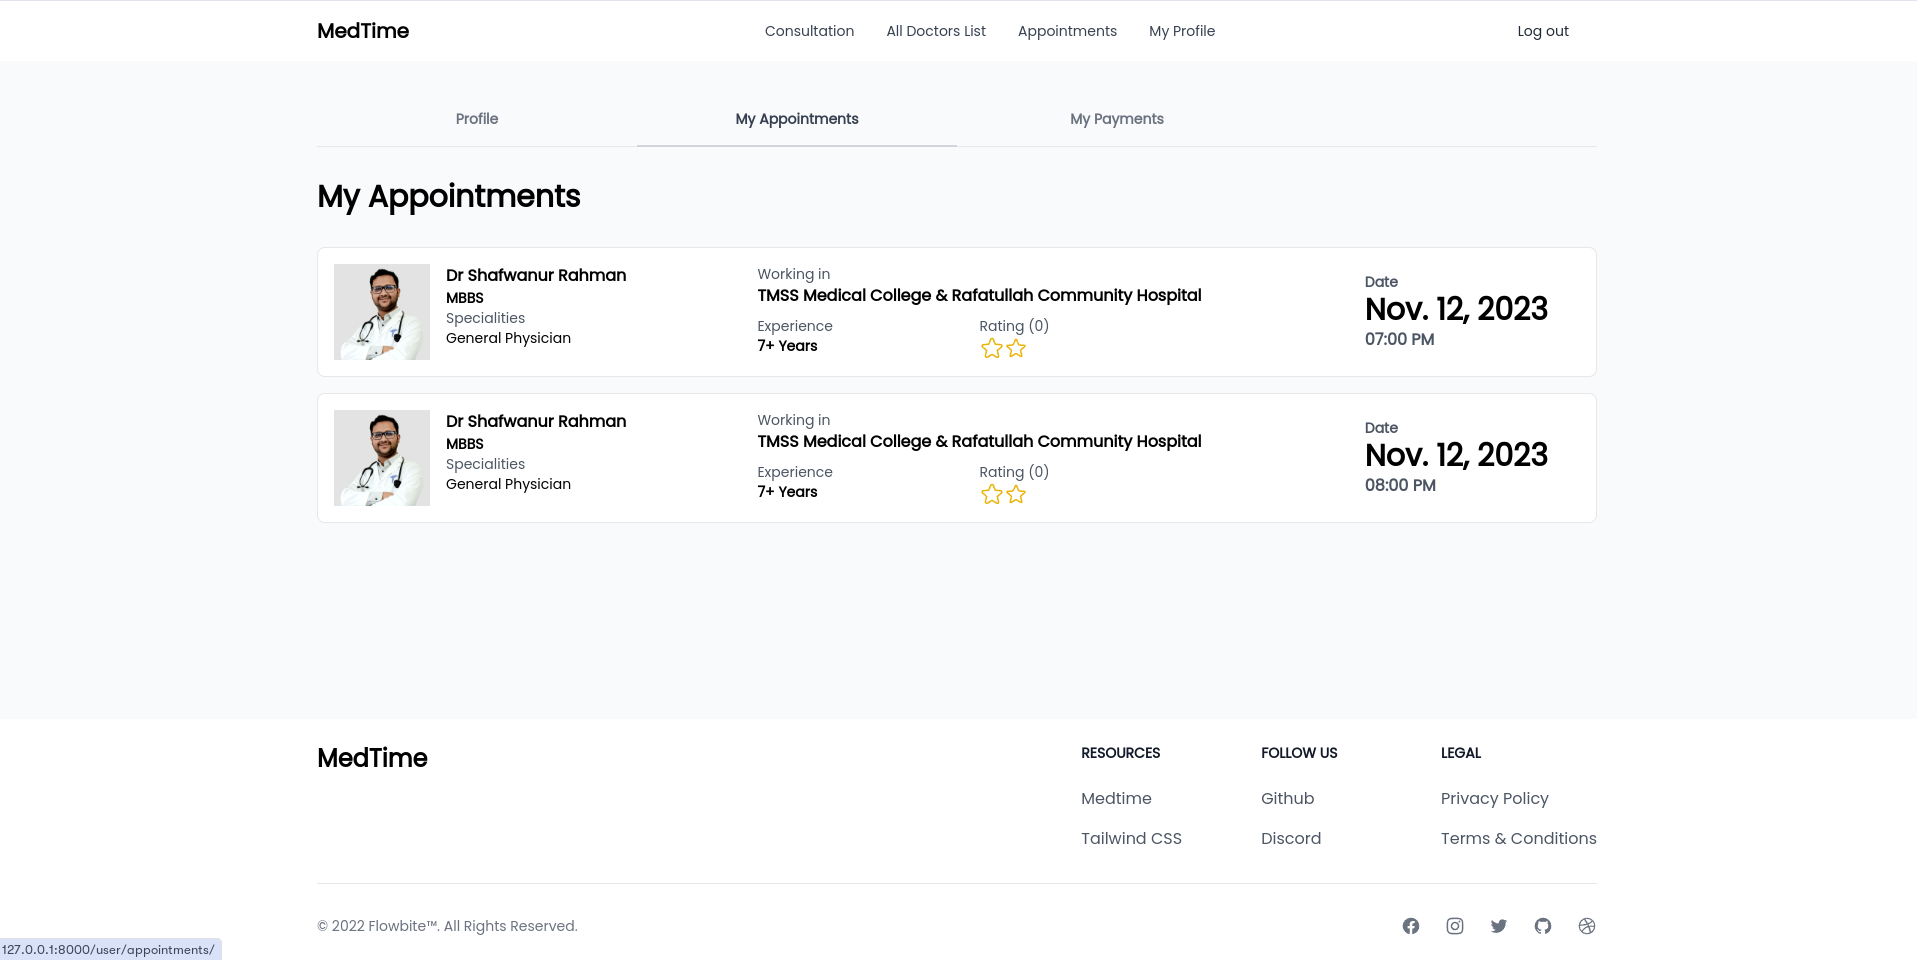 MedTime
Consultation All Doctors List Appointments My Profile
Log out
Profile My Appointments My Payments
My Appointments
Dr Shafwanur Rahman
MBBS
Specialities
General Physician
Working in
TMSS Medical College & Rafatullah Community Hospital
Experience
7+ Years
Rating (0)
Date
Nov. 12, 2023
07:00 PM
Dr Shafwanur Rahman
MBBS
Specialities
General Physician
Working in
TMSS Medical College & Rafatullah Community Hospital
Experience
7+ Years
Rating (0)
Date
Nov. 12, 2023
08:00 PM
MedTime
RESOURCES
Medtime
Tailwind CSS
FOLLOW US
Github
Discord
LEGAL
Privacy Policy
Terms & Conditions
© 2022 Flowbite™. All Rights Reserved.
127.0.0.1:8000/user/appointments/